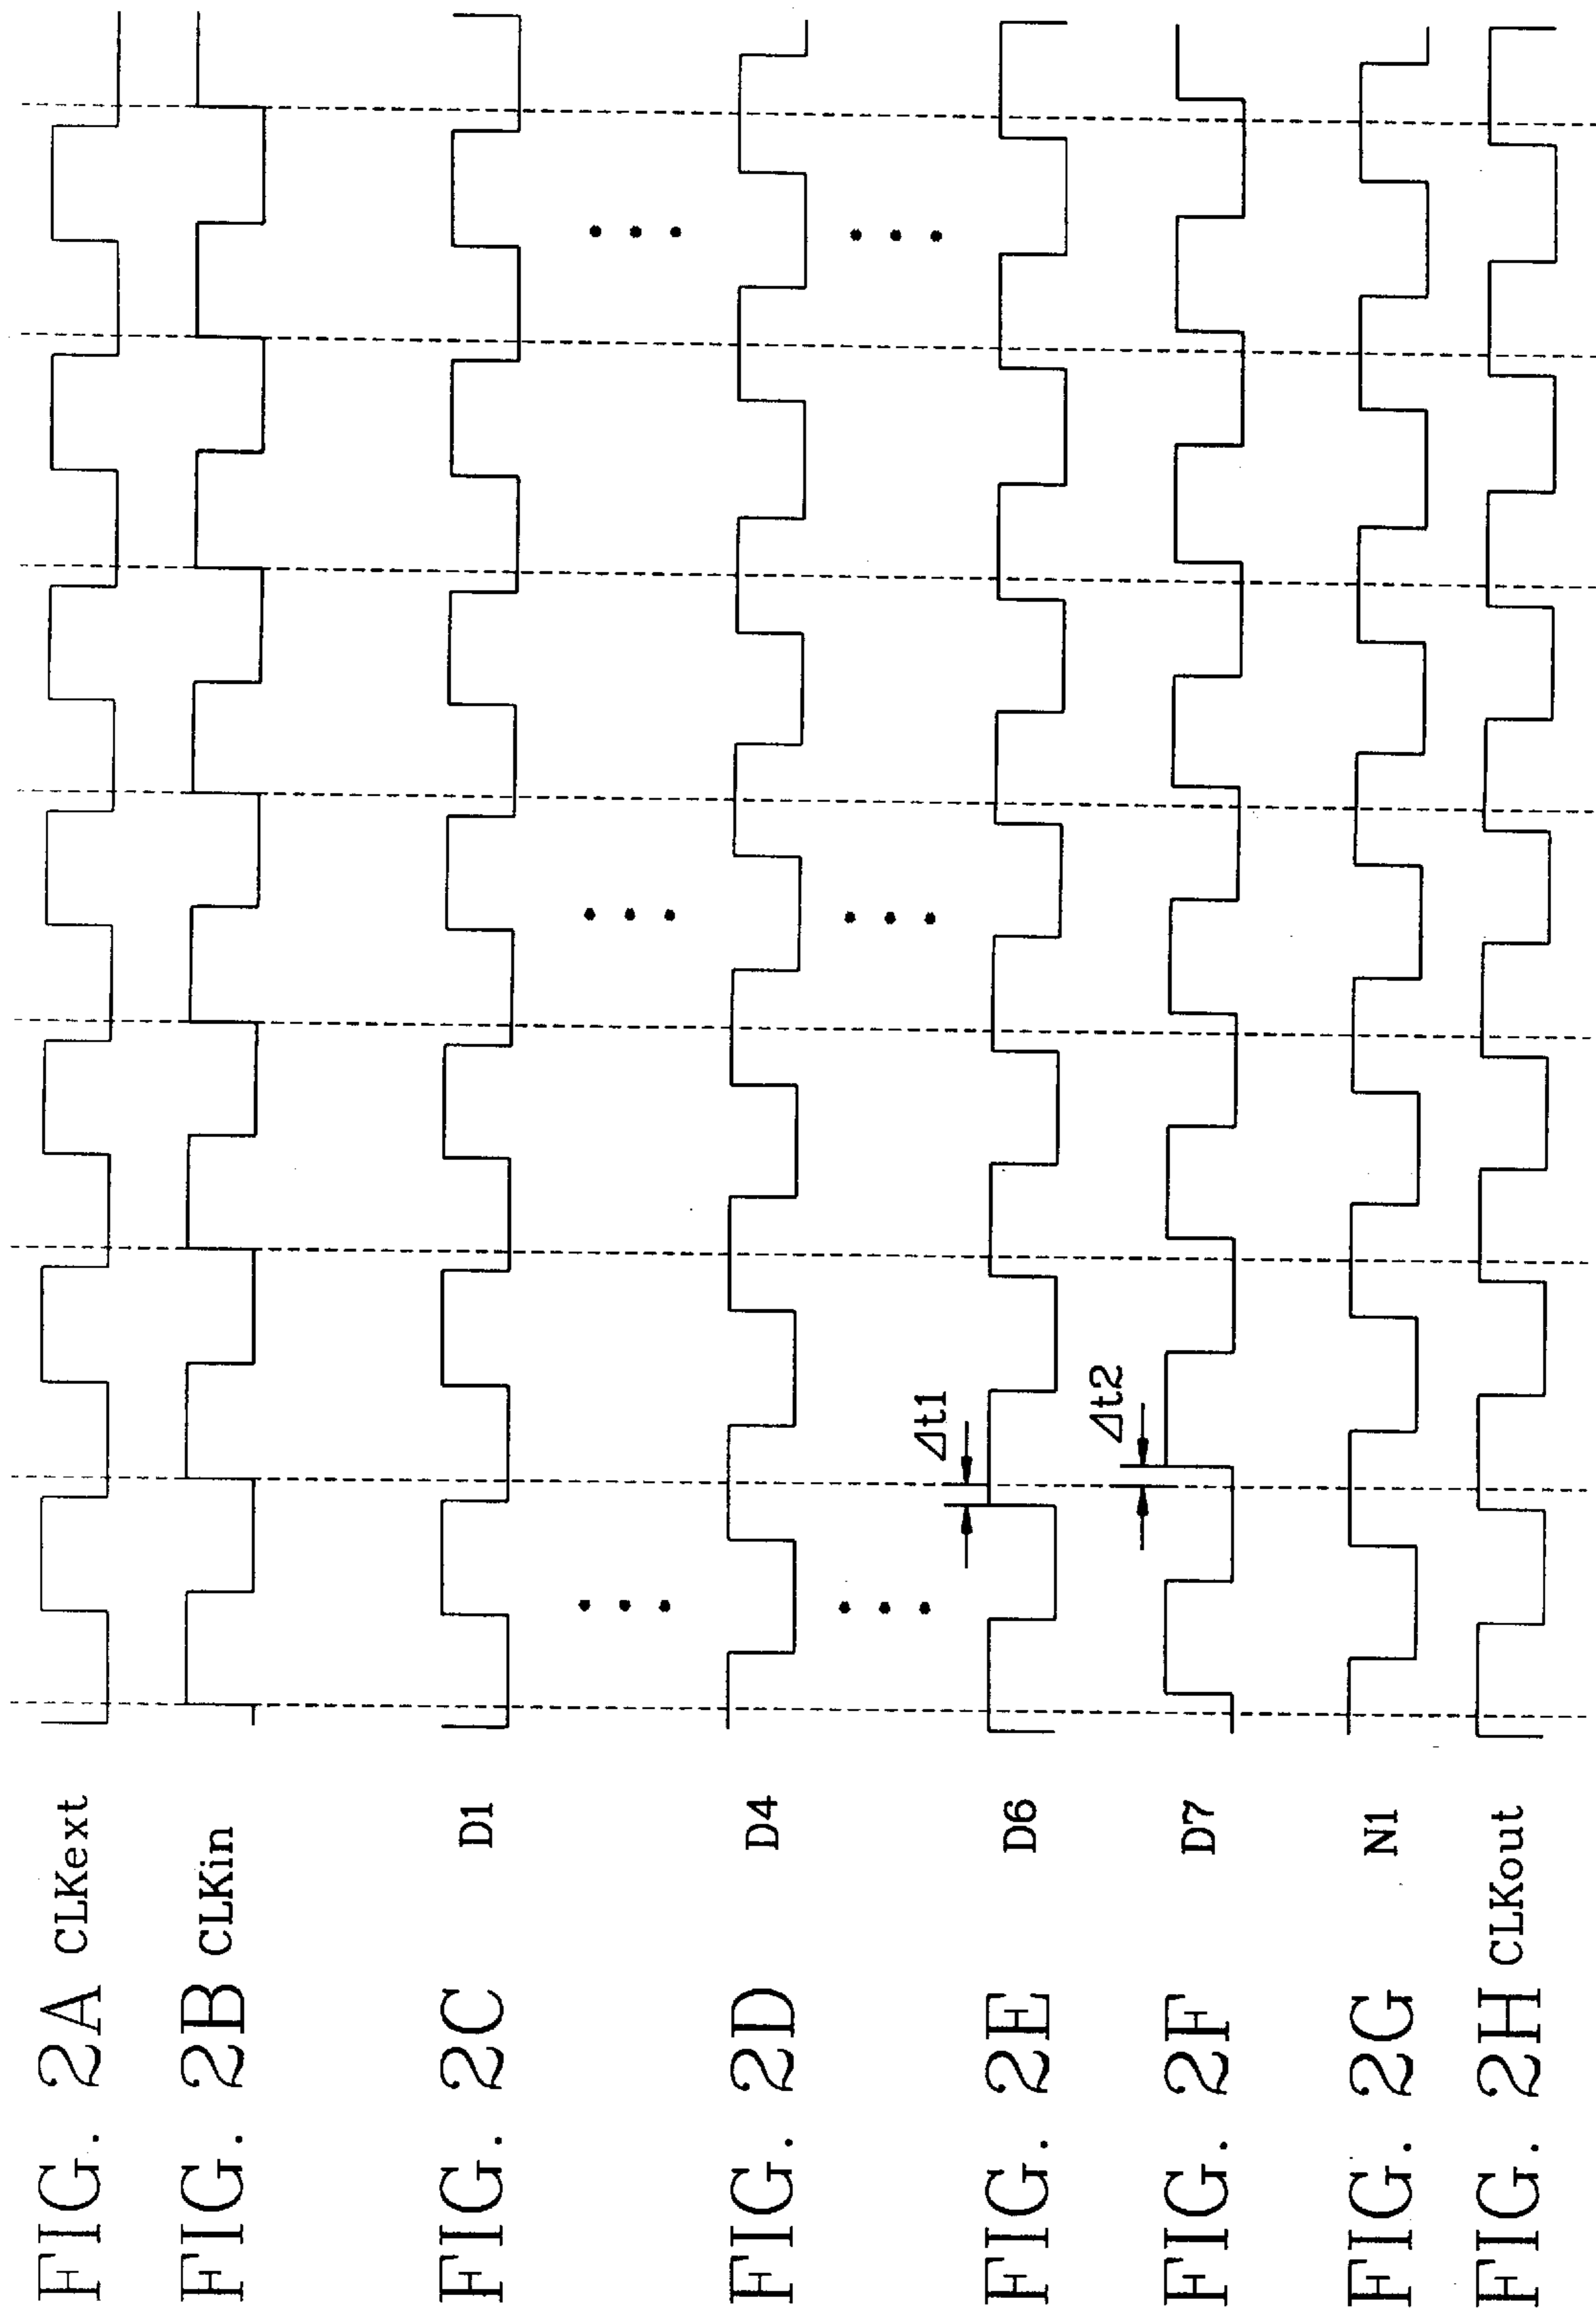 FIG. 2A CLKext
FIG. 2B CLKin
FIG. 2C D1
FIG. 2D D4
FIG. 2E D6
Δt1
FIG. 2F D7
Δt2
FIG. 2G N1
FIG. 2H CLKout